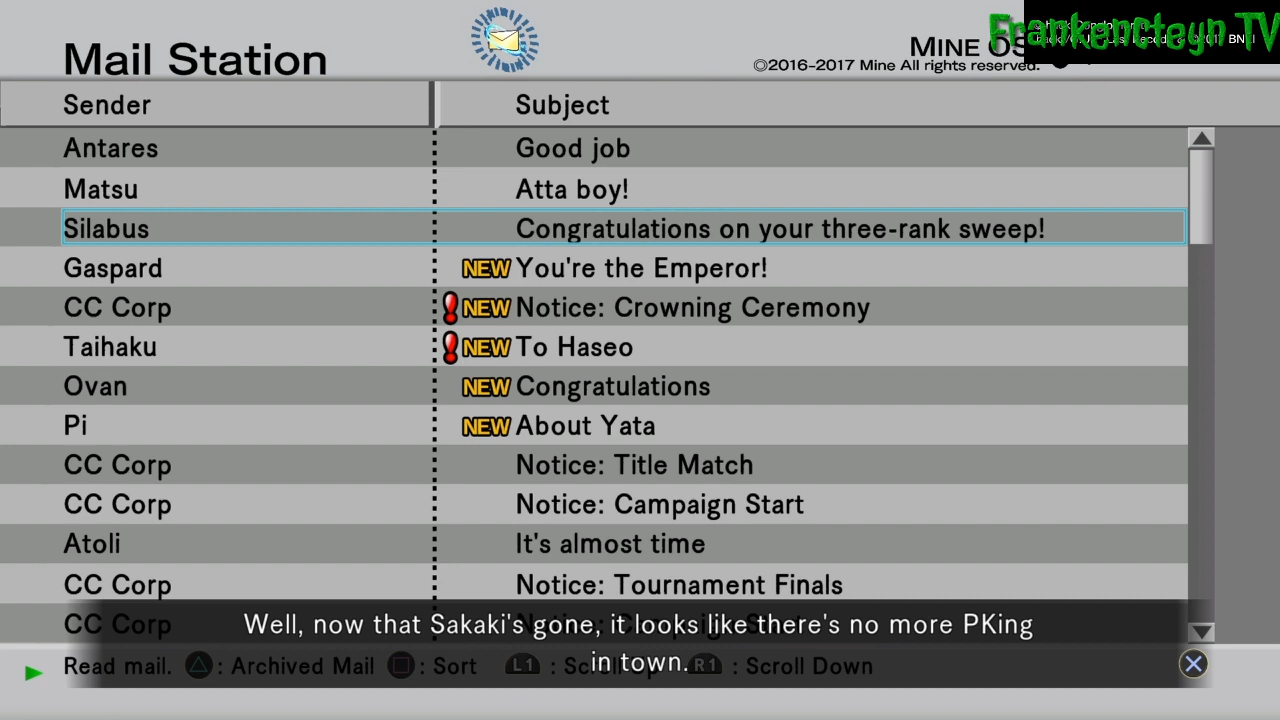 Mail Station
Frankencteyn TV
MINE OS
©2016-2017 Mine All rights reserved.
Sender Subject
Antares Good job
Matsu Atta boy!
Silabus Congratulations on your three-rank sweep!
Gaspard NEW You're the Emperor!
CC Corp NEW Notice: Crowning Ceremony
Taihaku NEW To Haseo
Ovan NEW Congratulations
Pi NEW About Yata
CC Corp Notice: Title Match
CC Corp Notice: Campaign Start
Atoli It's almost time
CC Corp Notice: Tournament Finals
CC Corp
Well, now that Sakaki's gone, it looks like there's no more PKing
in town.
Read mail. : Archived Mail : Sort L1 : Scroll Up R1 : Scroll Down